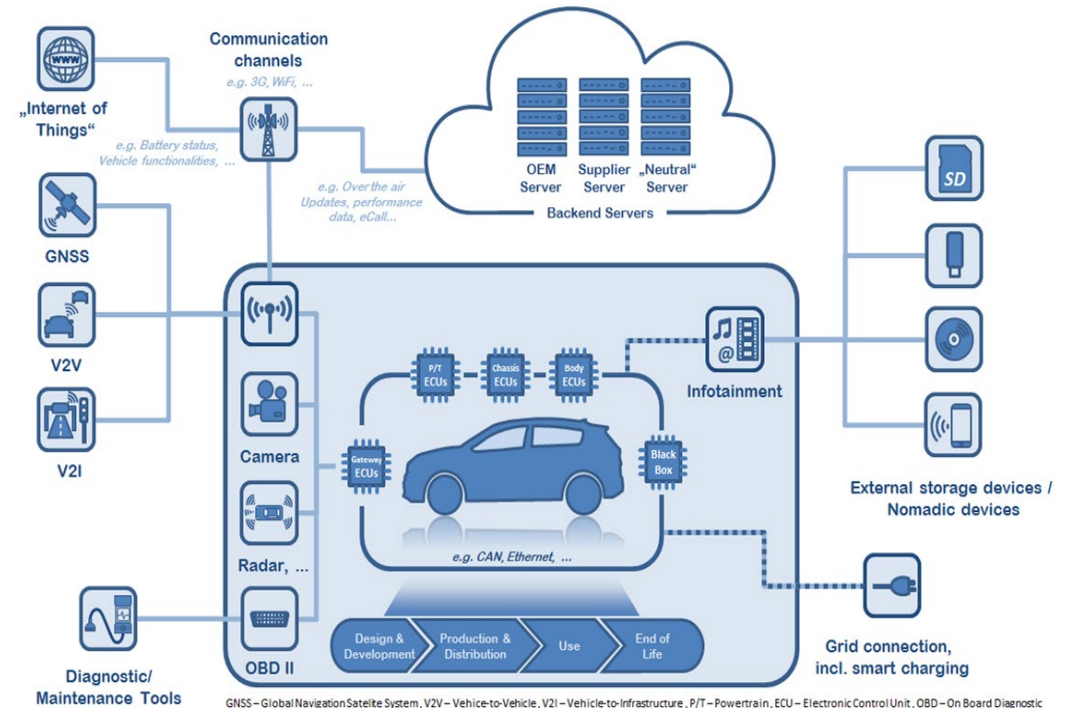 WWW
„Internet of
Things“
Communication
channels
e.g. 3G, WiFi, ...
e.g. Battery status,
Vehicle functionalities, ...
e.g. Over the air
Updates, performance
data, eCall...
OEM
Server
Supplier
Server
„Neutral“
Server
Backend Servers
GNSS
V2V
V2I
Camera
Radar, ...
OBD II
Diagnostic/
Maintenance Tools
P/T
ECUs
Chassis
ECUs
Body
ECUs
Gateway
ECUs
Black
Box
e.g. CAN, Ethernet, ...
Design &
Development
Production &
Distribution
Use
End of
Life
@
Infotainment
SD
External storage devices /
Nomadic devices
Grid connection,
incl. smart charging
GNSS – Global Navigation Satelite System, V2V – Vehice-to-Vehicle, V2I – Vehicle-to-Infrastructure, P/T – Powertrain, ECU – Electronic Control Unit, OBD – On Board Diagnostic